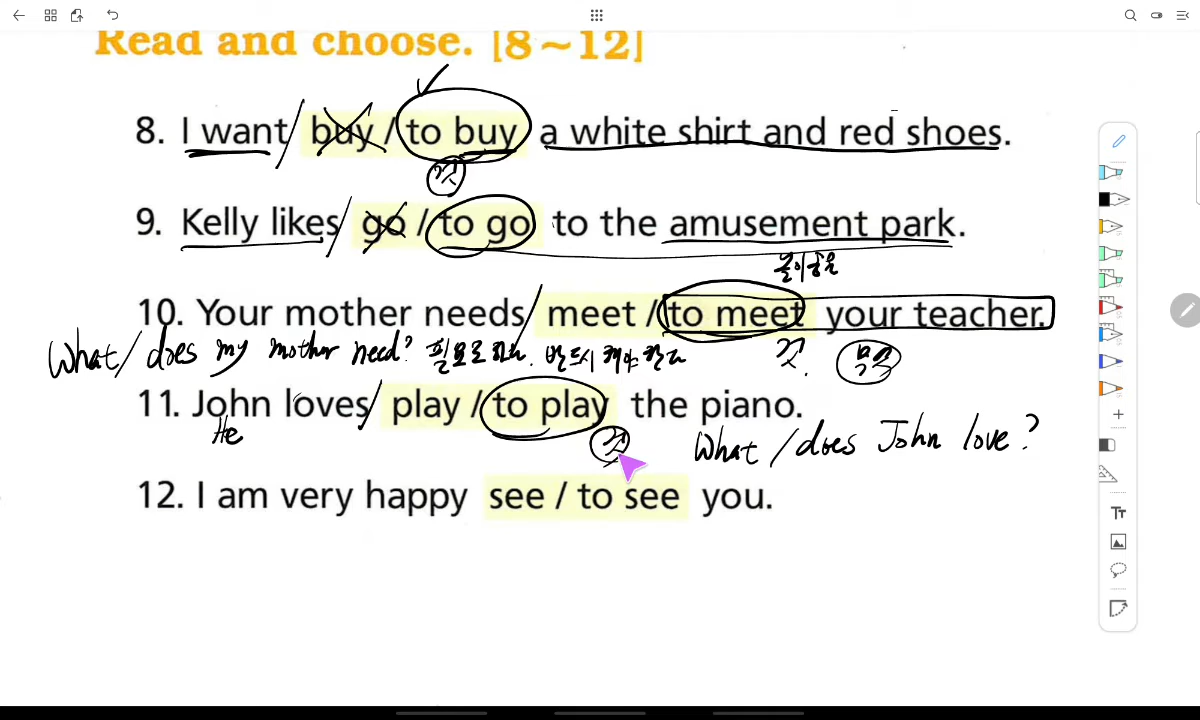 Read and choose. [8~12]
8. I want / buy / to buy a white shirt and red shoes.
것
9. Kelly likes / go / to go to the amusement park.
놀이공원
10. Your mother needs / meet / to meet your teacher.
What / does my mother need? 필요로 하다. 반드시 해야 한다 것. 목적
11. John loves / play / to play the piano.
He 것 What / does John love?
12. I am very happy see / to see you.
TT